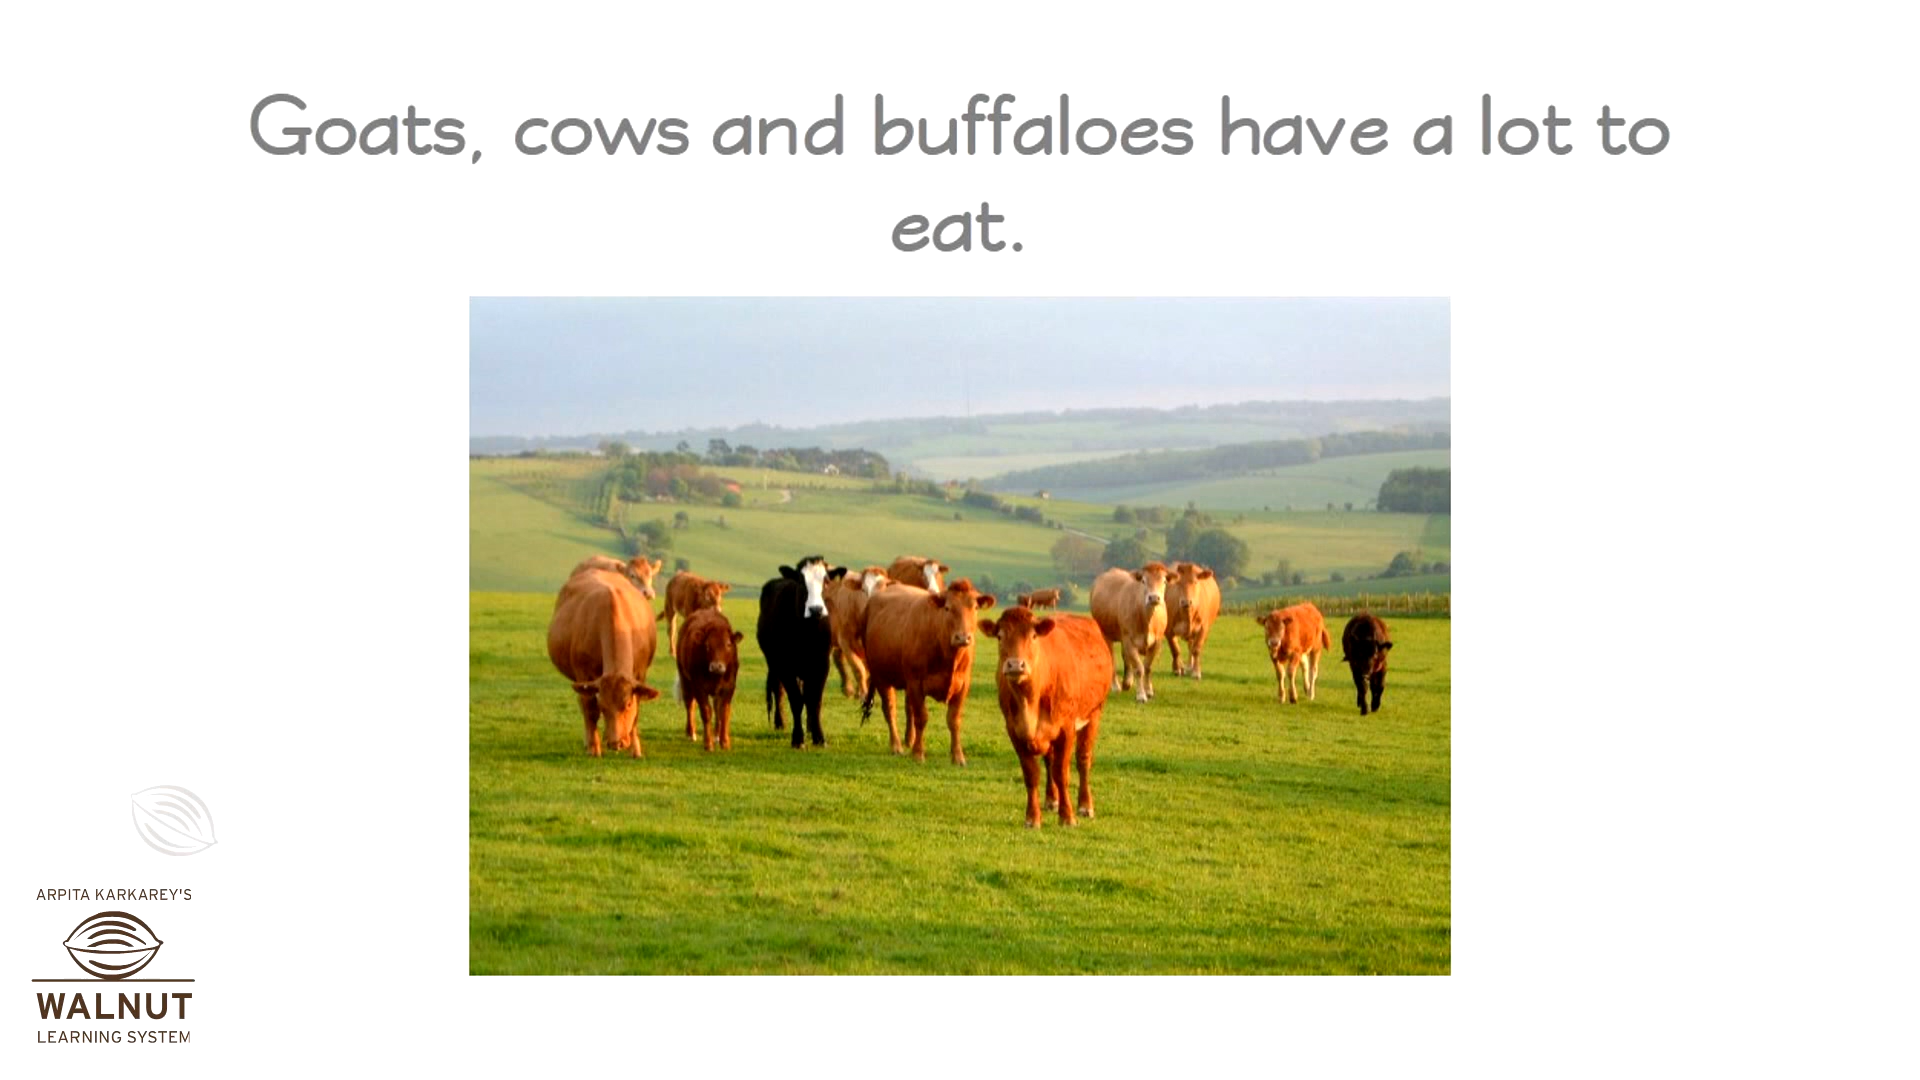 Goats, cows and buffaloes have a lot to
eat.
ARPITA KARKAREY'S
WALNUT
LEARNING SYSTEM